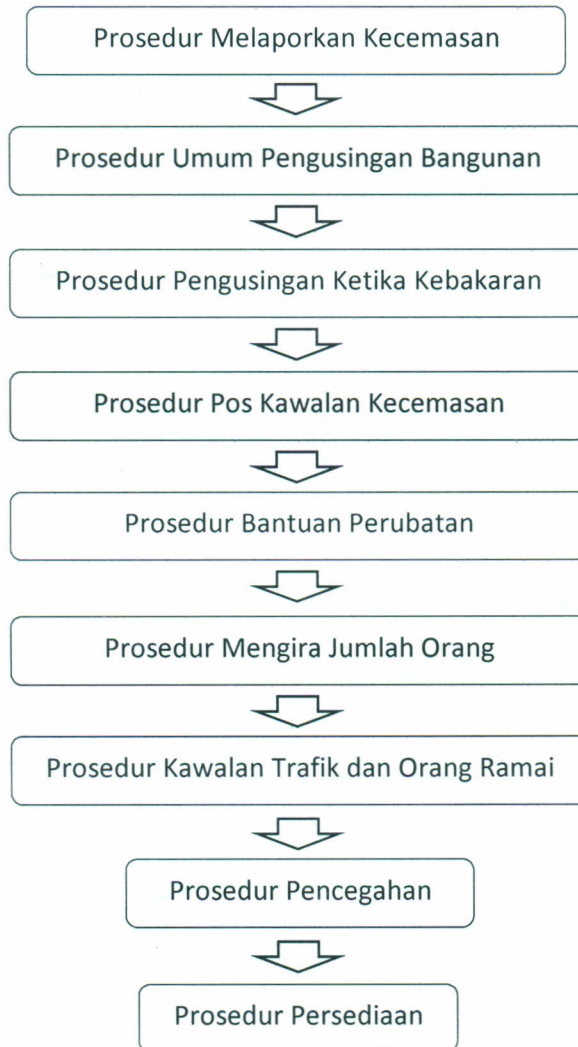 Prosedur Melaporkan Kecemasan
Prosedur Umum Pengusingan Bangunan
Prosedur Pengusingan Ketika Kebakaran
Prosedur Pos Kawalan Kecemasan
Prosedur Bantuan Perubatan
Prosedur Mengira Jumlah Orang
Prosedur Kawalan Trafik dan Orang Ramai
Prosedur Pencegahan
Prosedur Persediaan